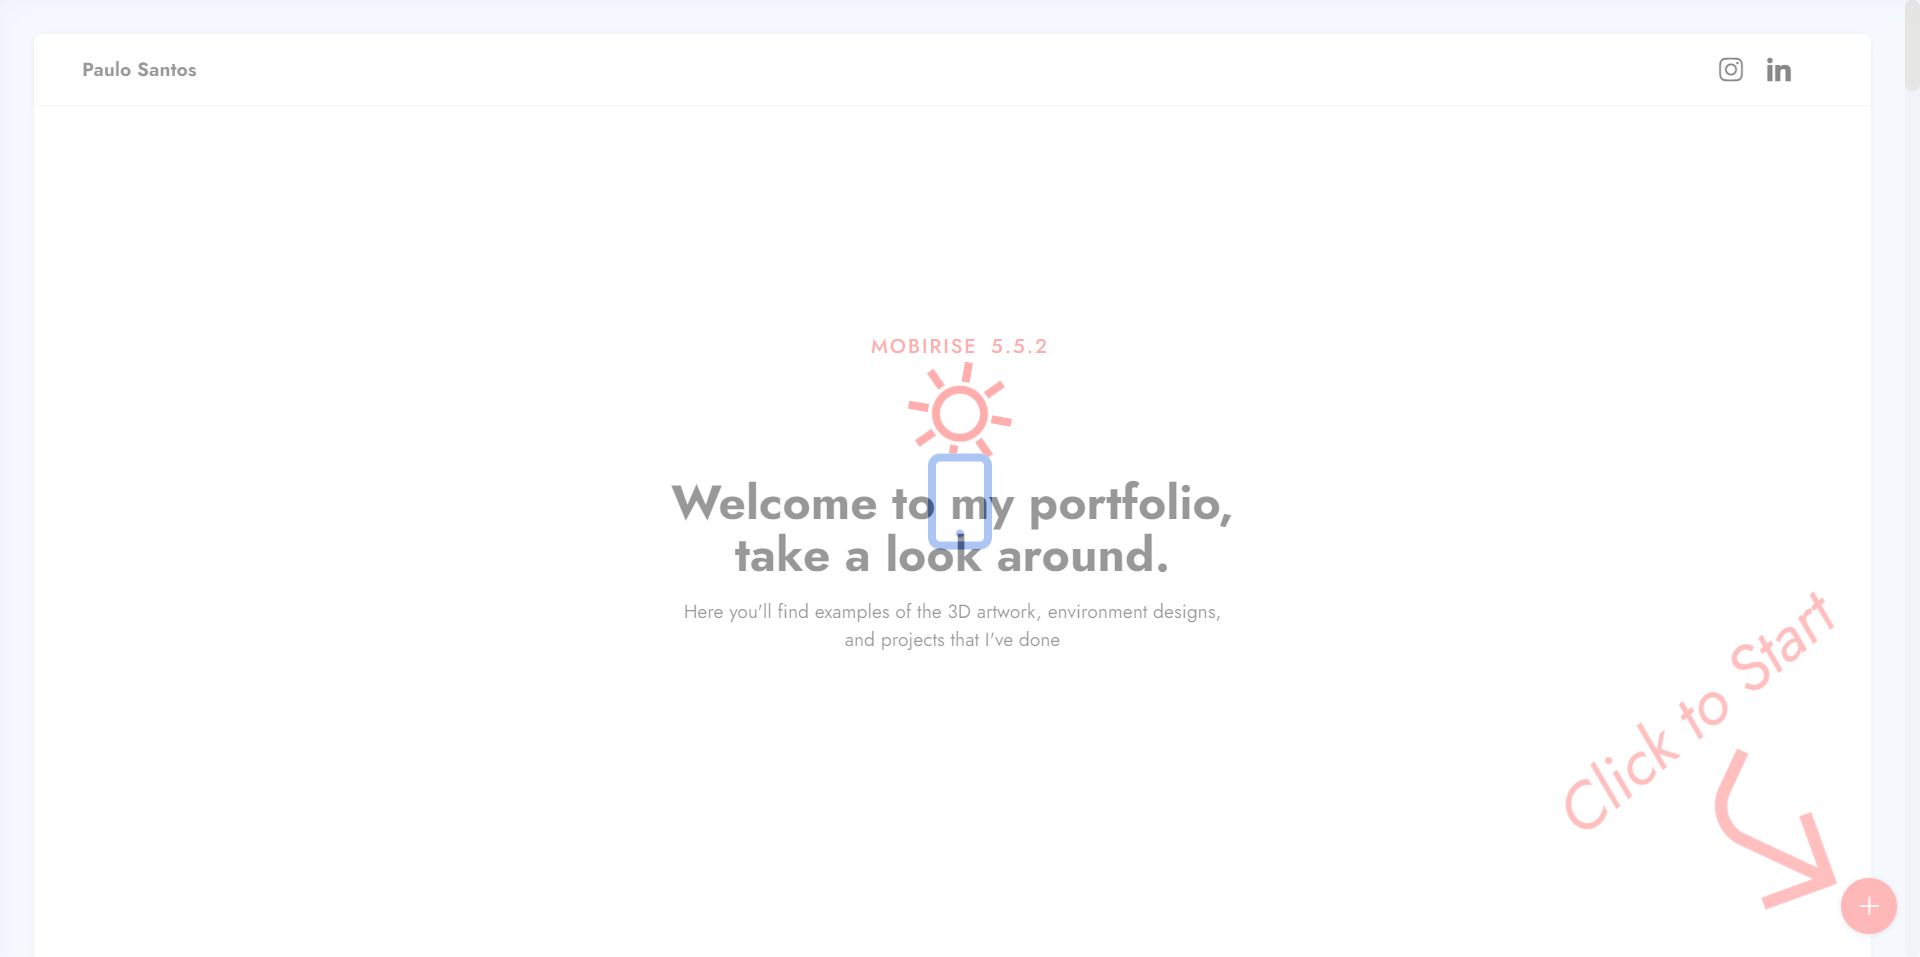 Paulo Santos
MOBIRISE 5.5.2
Welcome to my portfolio,
take a look around.
Here you'll find examples of the 3D artwork, environment designs,
and projects that I've done
Click to Start